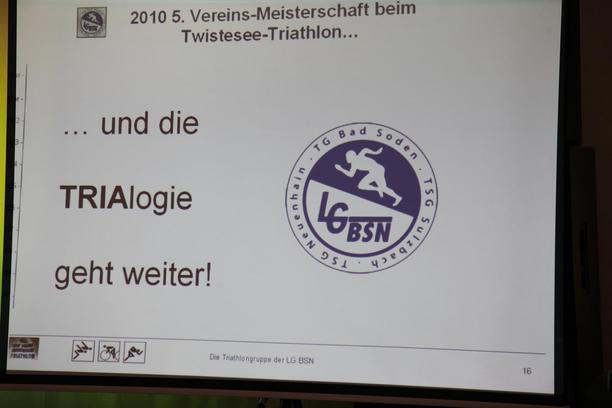 2010 5. Vereins-Meisterschaft beim
Twistesee-Triathlon...
... und die
TRIAlogie
geht weiter!
TG Bad Soden · TSG Sulzbach · TSG Neuenhain ·
LG BSN
TRIATHLON
Die Triathlongruppe der LG BSN
16